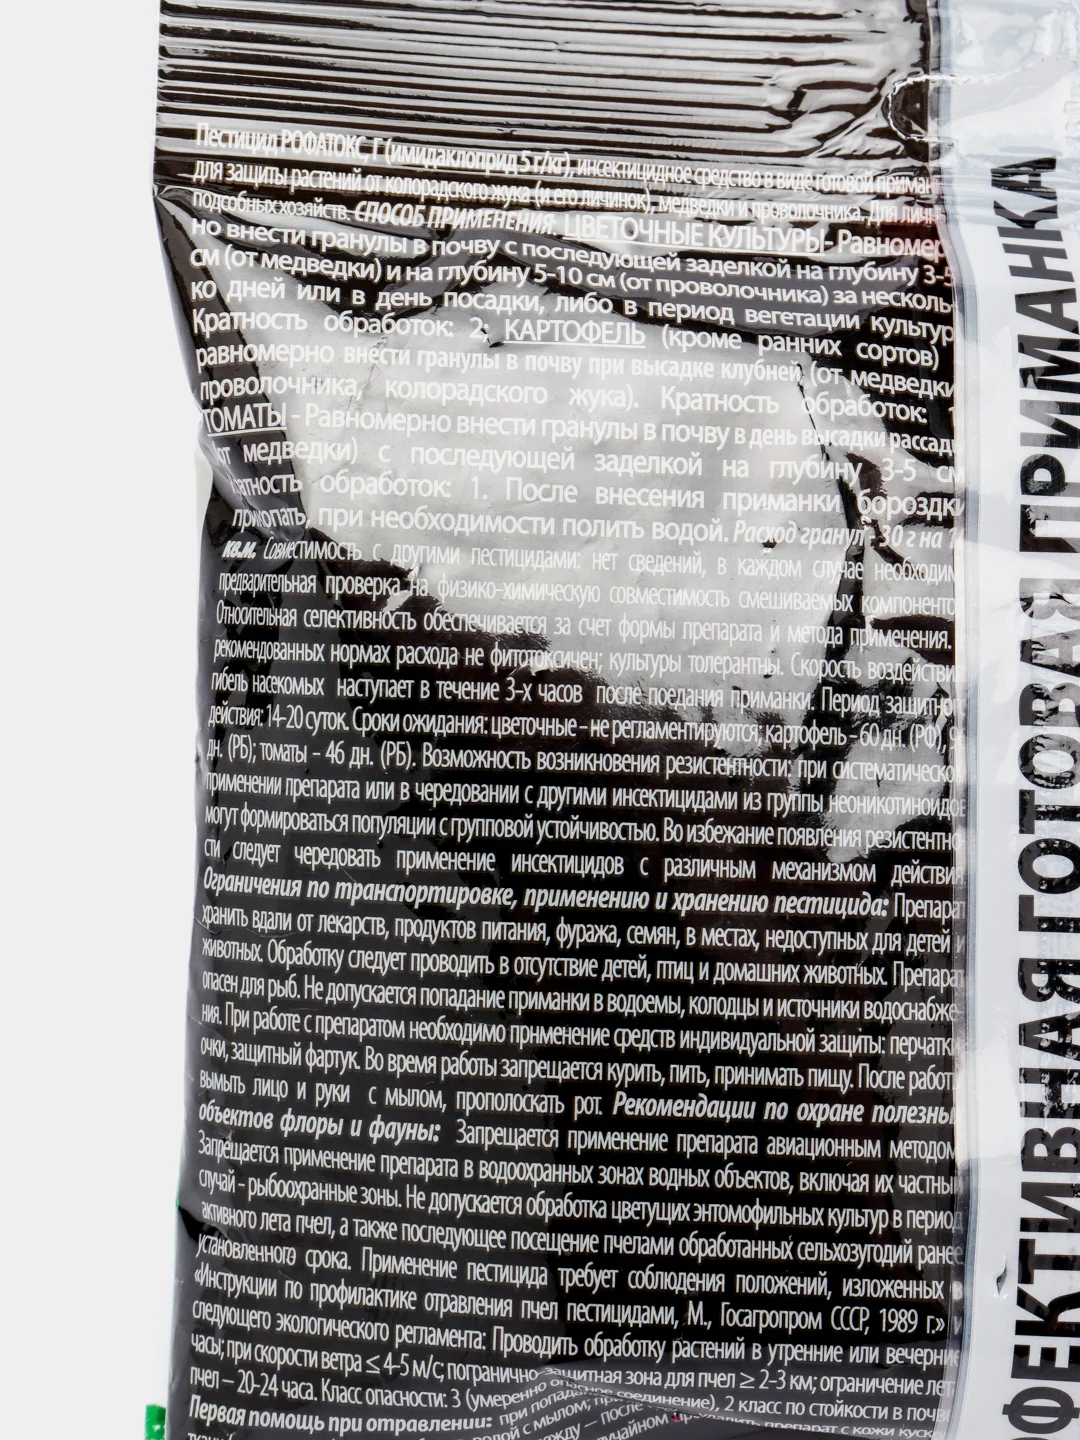 Пестицид РОФАТОКС, Г (имидаклоприд 5 г/кг), инсектицидное средство в виде готовой приман
для защиты растений от колорадского жука (и его личинок), медведки и проволочника. Для личн
подсобных хозяйств. СПОСОБ ПРИМЕНЕНИЯ: ЦВЕТОЧНЫЕ КУЛЬТУРЫ- Равномер
но внести гранулы в почву с последующей заделкой на глубину 3-5
см (от медведки) и на глубину 5-10 см (от проволочника) за несколь
ко дней или в день посадки, либо в период вегетации культур
Кратность обработок: 2; КАРТОФЕЛЬ (кроме ранних сортов)
равномерно внести гранулы в почву при высадке клубней (от медведки
проволочника, колорадского жука). Кратность обработок: 1
ТОМАТЫ - Равномерно внести гранулы в почву в день высадки рассад
(от медведки) с последующей заделкой на глубину 3-5 см
атность обработок: 1. После внесения приманки бороздки
прикопать, при необходимости полить водой. Расход гранул - 30 г на 1
кв.м. Совместимость с другими пестицидами: нет сведений, в каждом случае необходим
предварительная проверка на физико-химическую совместимость смешиваемых компоненто
Относительная селективность обеспечивается за счет формы препарата и метода применения.
рекомендованных нормах расхода не фитотоксичен; культуры толерантны. Скорость воздействи
гибель насекомых наступает в течение 3-х часов после поедания приманки. Период защитног
действия: 14-20 суток. Сроки ожидания: цветочные – не регламентируются; картофель – 60 дн. (РФ), 9
дн. (РБ); томаты – 46 дн. (РБ). Возможность возникновения резистентности: при систематическо
применении препарата или в чередовании с другими инсектицидами из группы неоникотиноидов
могут формироваться популяции с групповой устойчивостью. Во избежание появления резистентно-
сти следует чередовать применение инсектицидов с различным механизмом действия
Ограничения по транспортировке, применению и хранению пестицида: Препарат
хранить вдали от лекарств, продуктов питания, фуража, семян, в местах, недоступных для детей и
животных. Обработку следует проводить в отсутствие детей, птиц и домашних животных. Препарат
опасен для рыб. Не допускается попадание приманки в водоемы, колодцы и источники водоснабже-
ния. При работе с препаратом необходимо применение средств индивидуальной защиты: перчатки
очки, защитный фартук. Во время работы запрещается курить, пить, принимать пищу. После работ
вымыть лицо и руки с мылом, прополоскать рот. Рекомендации по охране полезны
объектов флоры и фауны: Запрещается применение препарата авиационным методом
Запрещается применение препарата в водоохранных зонах водных объектов, включая их частный
случай - рыбоохранные зоны. Не допускается обработка цветущих энтомофильных культур в период
активного лета пчел, а также последующее посещение пчелами обработанных сельхозугодий ранее
установленного срока. Применение пестицида требует соблюдения положений, изложенных в
«Инструкции по профилактике отравления пчел пестицидами, М., Госагропром СССР, 1989 г.» и
следующего экологического регламента: Проводить обработку растений в утренние или вечерние
часы; при скорости ветра ≤ 4-5 м/с, погранично-защитная зона для пчел ≥ 2-3 км; ограничение лет
пчел – 20-24 часа. Класс опасности: 3 (умеренно опасное соединение), 2 класс по стойкости в почве
Первая помощь при отравлении:
ФЕКТИВНАЯ ГОТОВАЯ ПРИМАНКА